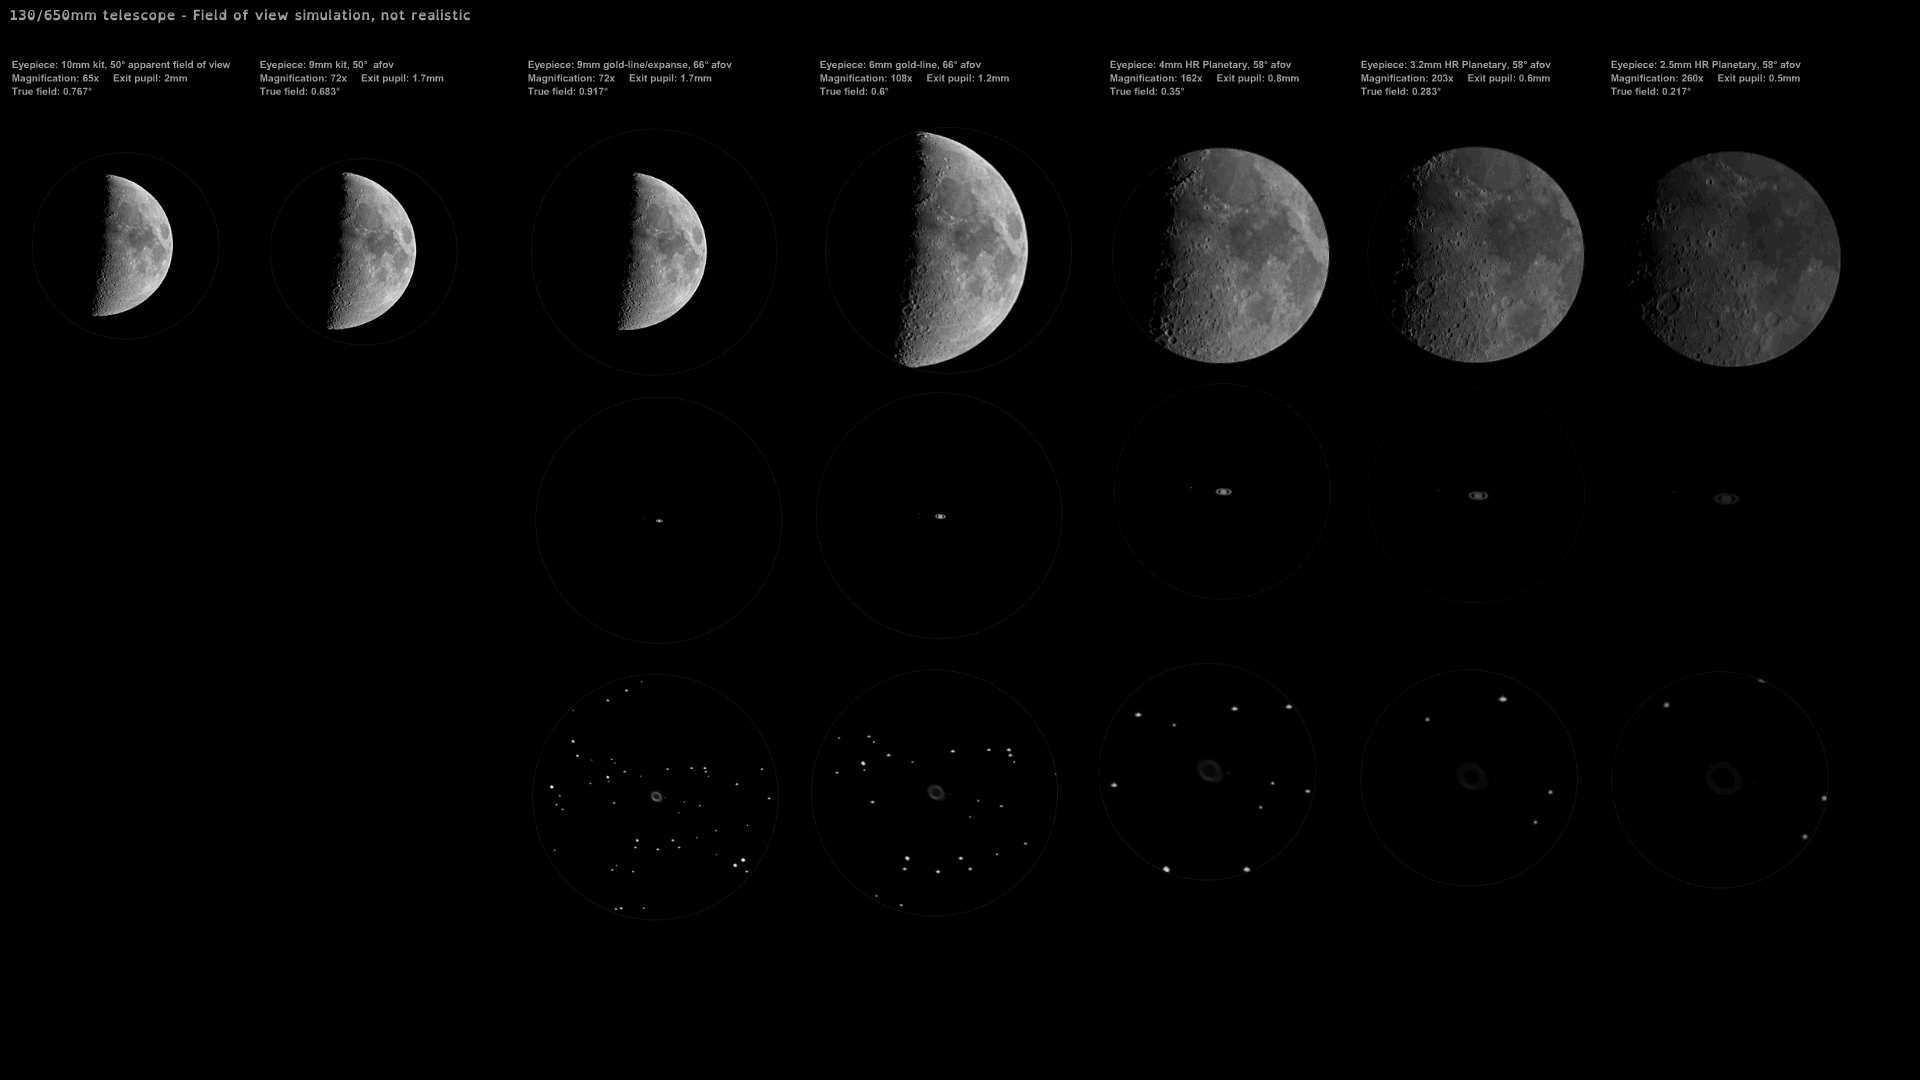 130/650mm telescope - Field of view simulation, not realistic
Eyepiece: 10mm kit, 50° apparent field of view
Magnification: 65x Exit pupil: 2mm
True field: 0.767°
Eyepiece: 9mm kit, 50° afov
Magnification: 72x Exit pupil: 1.7mm
True field: 0.683°
Eyepiece: 9mm gold-line/expanse, 66° afov
Magnification: 72x Exit pupil: 1.7mm
True field: 0.917°
Eyepiece: 6mm gold-line, 66° afov
Magnification: 108x Exit pupil: 1.2mm
True field: 0.6°
Eyepiece: 4mm HR Planetary, 58° afov
Magnification: 162x Exit pupil: 0.8mm
True field: 0.35°
Eyepiece: 3.2mm HR Planetary, 58° afov
Magnification: 203x Exit pupil: 0.6mm
True field: 0.283°
Eyepiece: 2.5mm HR Planetary, 58° afov
Magnification: 260x Exit pupil: 0.5mm
True field: 0.217°